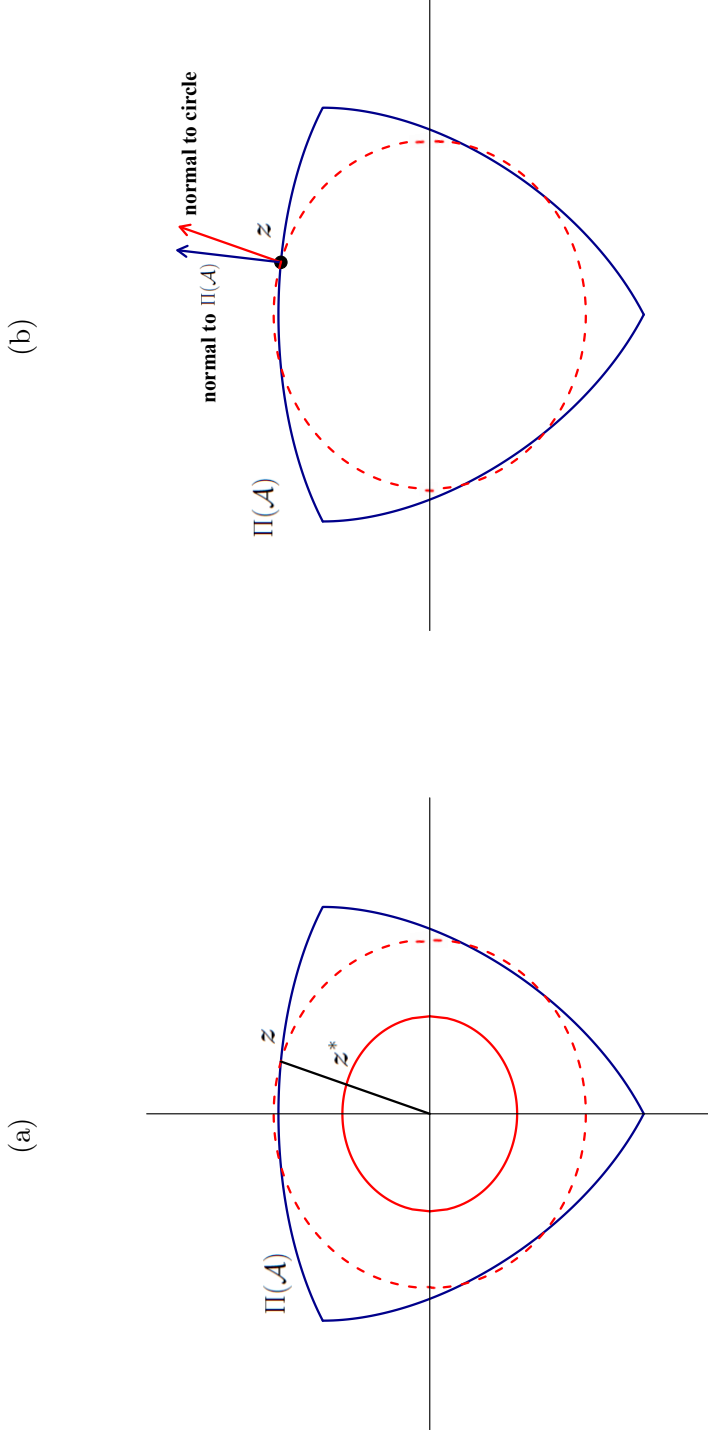 (a)
Π(𝒜)
z
z*
(b)
Π(𝒜)
normal to Π(𝒜)
z
normal to circle